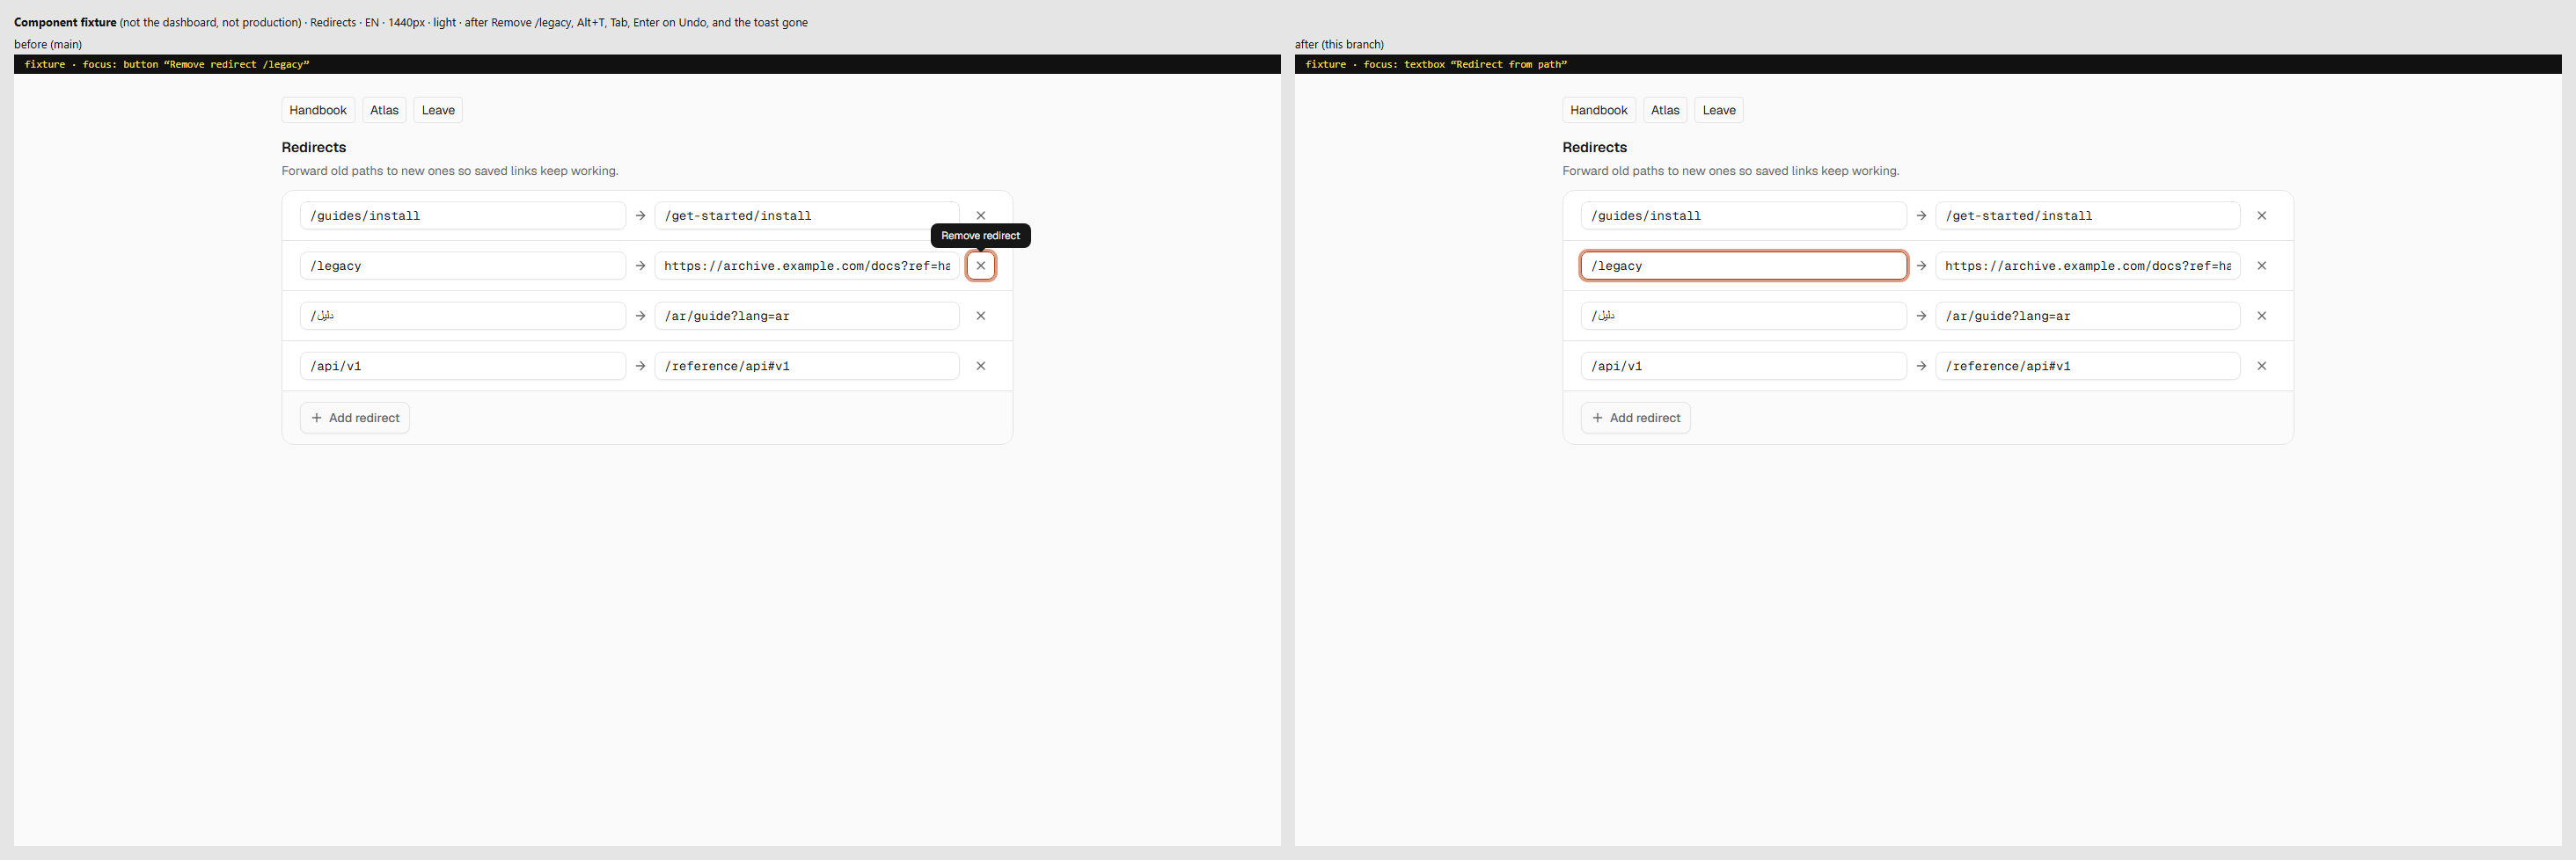 Component fixture (not the dashboard, not production) · Redirects · EN · 1440px · light · after Remove /legacy, Alt+T, Tab, Enter on Undo, and the toast gone
before (main)
fixture · focus: button “Remove redirect /legacy”
Handbook Atlas Leave
Redirects
Forward old paths to new ones so saved links keep working.
/guides/install → /get-started/install ×
Remove redirect
/legacy → https://archive.example.com/docs?ref=ha ×
/دليل → /ar/guide?lang=ar ×
/api/v1 → /reference/api#v1 ×
+ Add redirect
after (this branch)
fixture · focus: textbox “Redirect from path”
Handbook Atlas Leave
Redirects
Forward old paths to new ones so saved links keep working.
/guides/install → /get-started/install ×
/legacy → https://archive.example.com/docs?ref=ha ×
/دليل → /ar/guide?lang=ar ×
/api/v1 → /reference/api#v1 ×
+ Add redirect